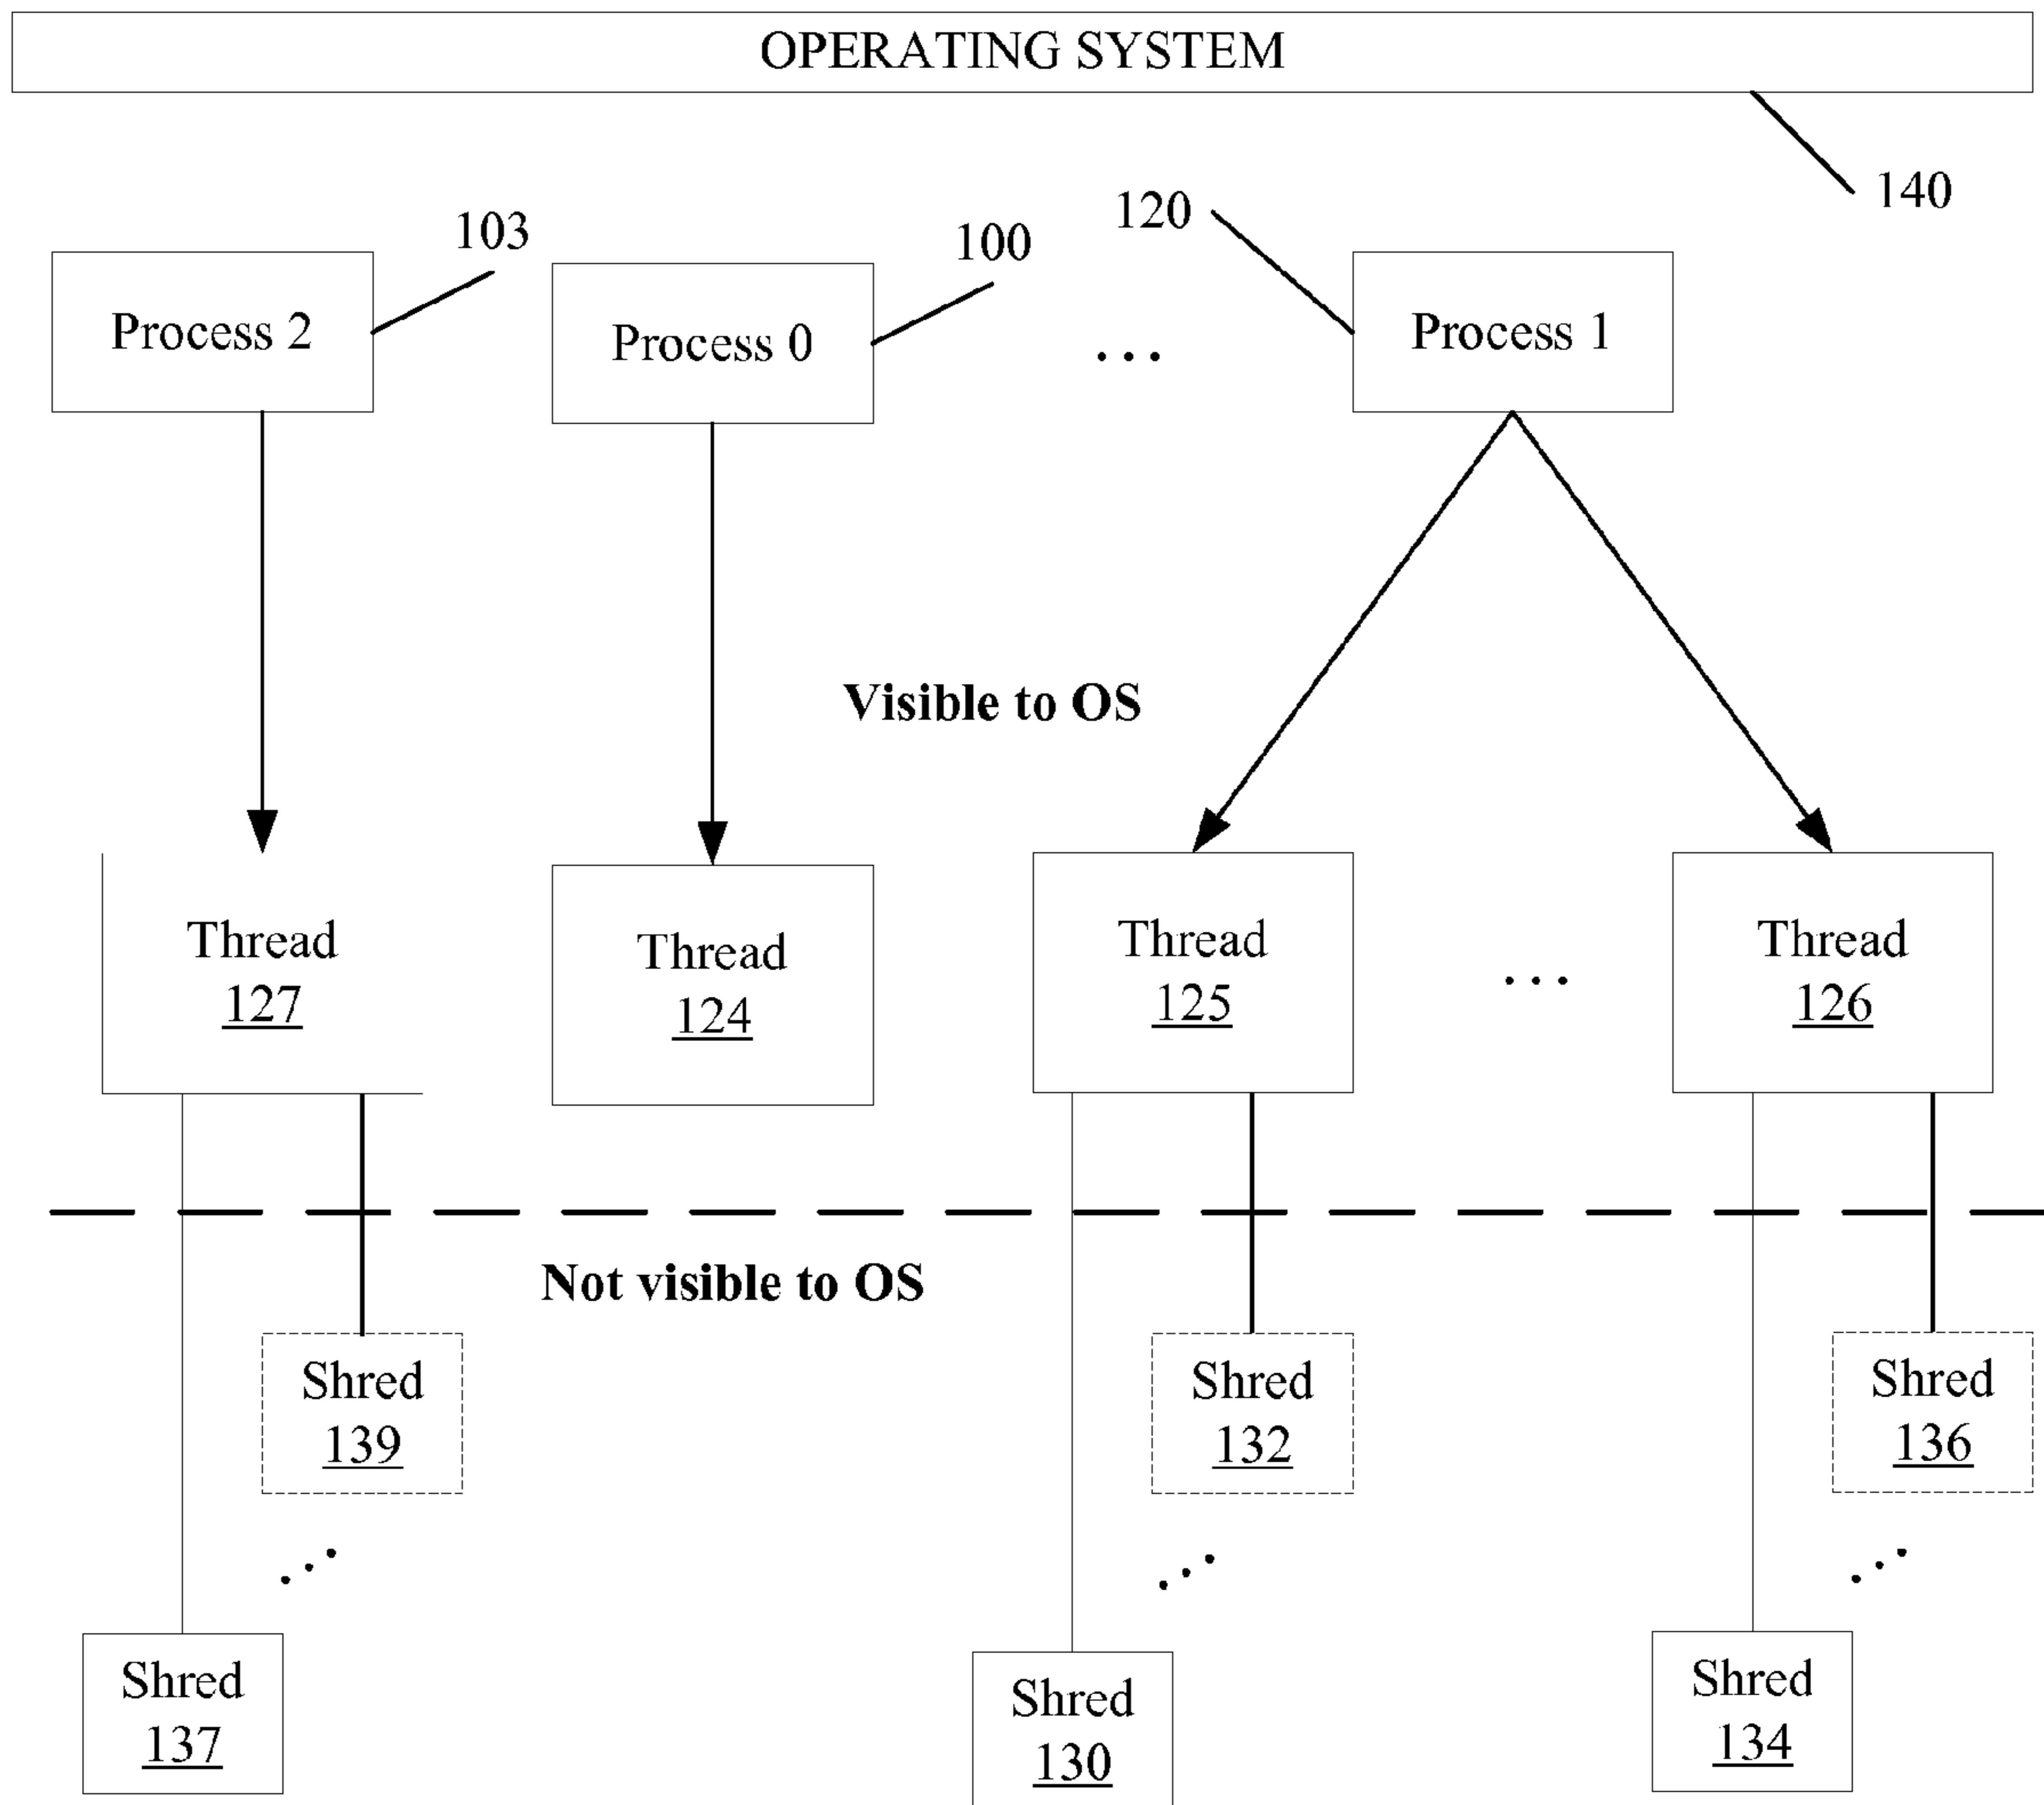 OPERATING SYSTEM
140
103
100
120
Process 2
Process 0
...
Process 1
Visible to OS
Thread
127
Thread
124
Thread
125
...
Thread
126
Not visible to OS
Shred
139
Shred
132
Shred
136
...
...
...
Shred
137
Shred
130
Shred
134